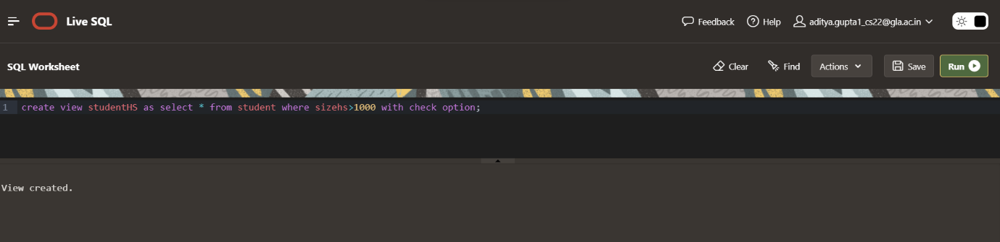 Live SQL
Feedback
Help
aditya.gupta1_cs22@gla.ac.in
SQL Worksheet
Clear
Find
Actions
Save
Run
1 create view studentHS as select * from student where sizehs>1000 with check option;
View created.